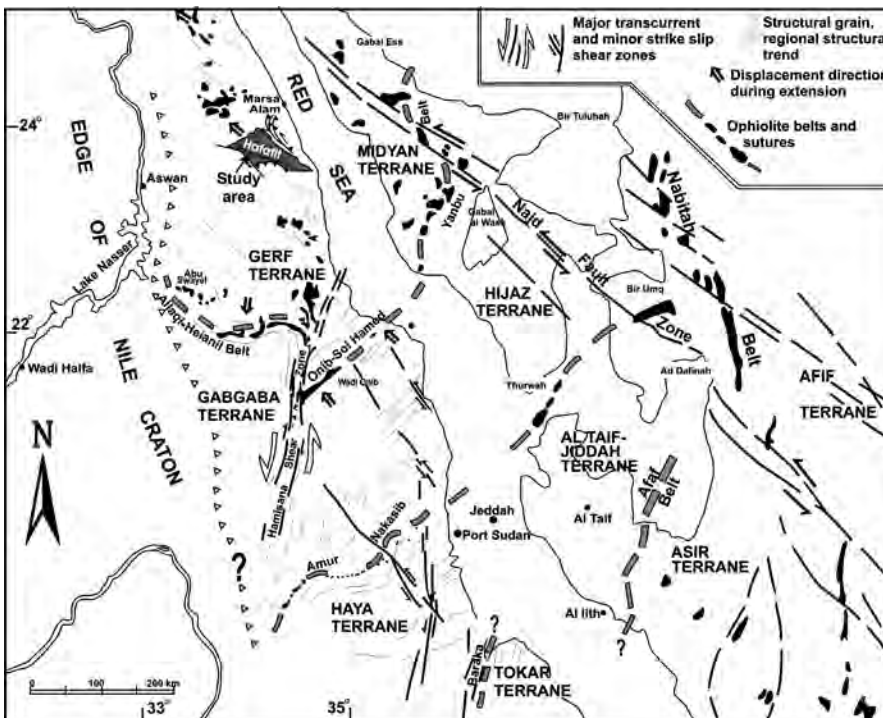 Major transcurrent
and minor strike slip
shear zones
Structural grain,
regional structural
trend
Displacement direction
during extension
Ophiolite belts and
sutures
Gabal Ess
24°
EDGE
OF
NILE
CRATON
Aswan
Lake Nasser
Marsa
Alam
Hafafit
Study
area
RED
SEA
MIDYAN
TERRANE
Yanbu
Belt
Bir Tuluhah
Gabal
al Wask
Najd
Fault
Zone
Nabitah
Belt
GERF
TERRANE
Abu
Swayel
Allaqi-Heianil Belt
HIJAZ
TERRANE
Bir Umq
22°
Wadi Halfa
Onib-Sol Hamed
Wadi Onib
Thurwah
Ad Dafinah
AFIF
TERRANE
GABGABA
TERRANE
N
Hamisana
Shear
Zone
AL TAIF-
JIDDAH
TERRANE
Afaf
Belt
Nakasib
Jeddah
Port Sudan
Al Taif
ASIR
TERRANE
?
Amur
HAYA
TERRANE
Al lith
?
?
Baraka
TOKAR
TERRANE
0
100
200 km
33
35°